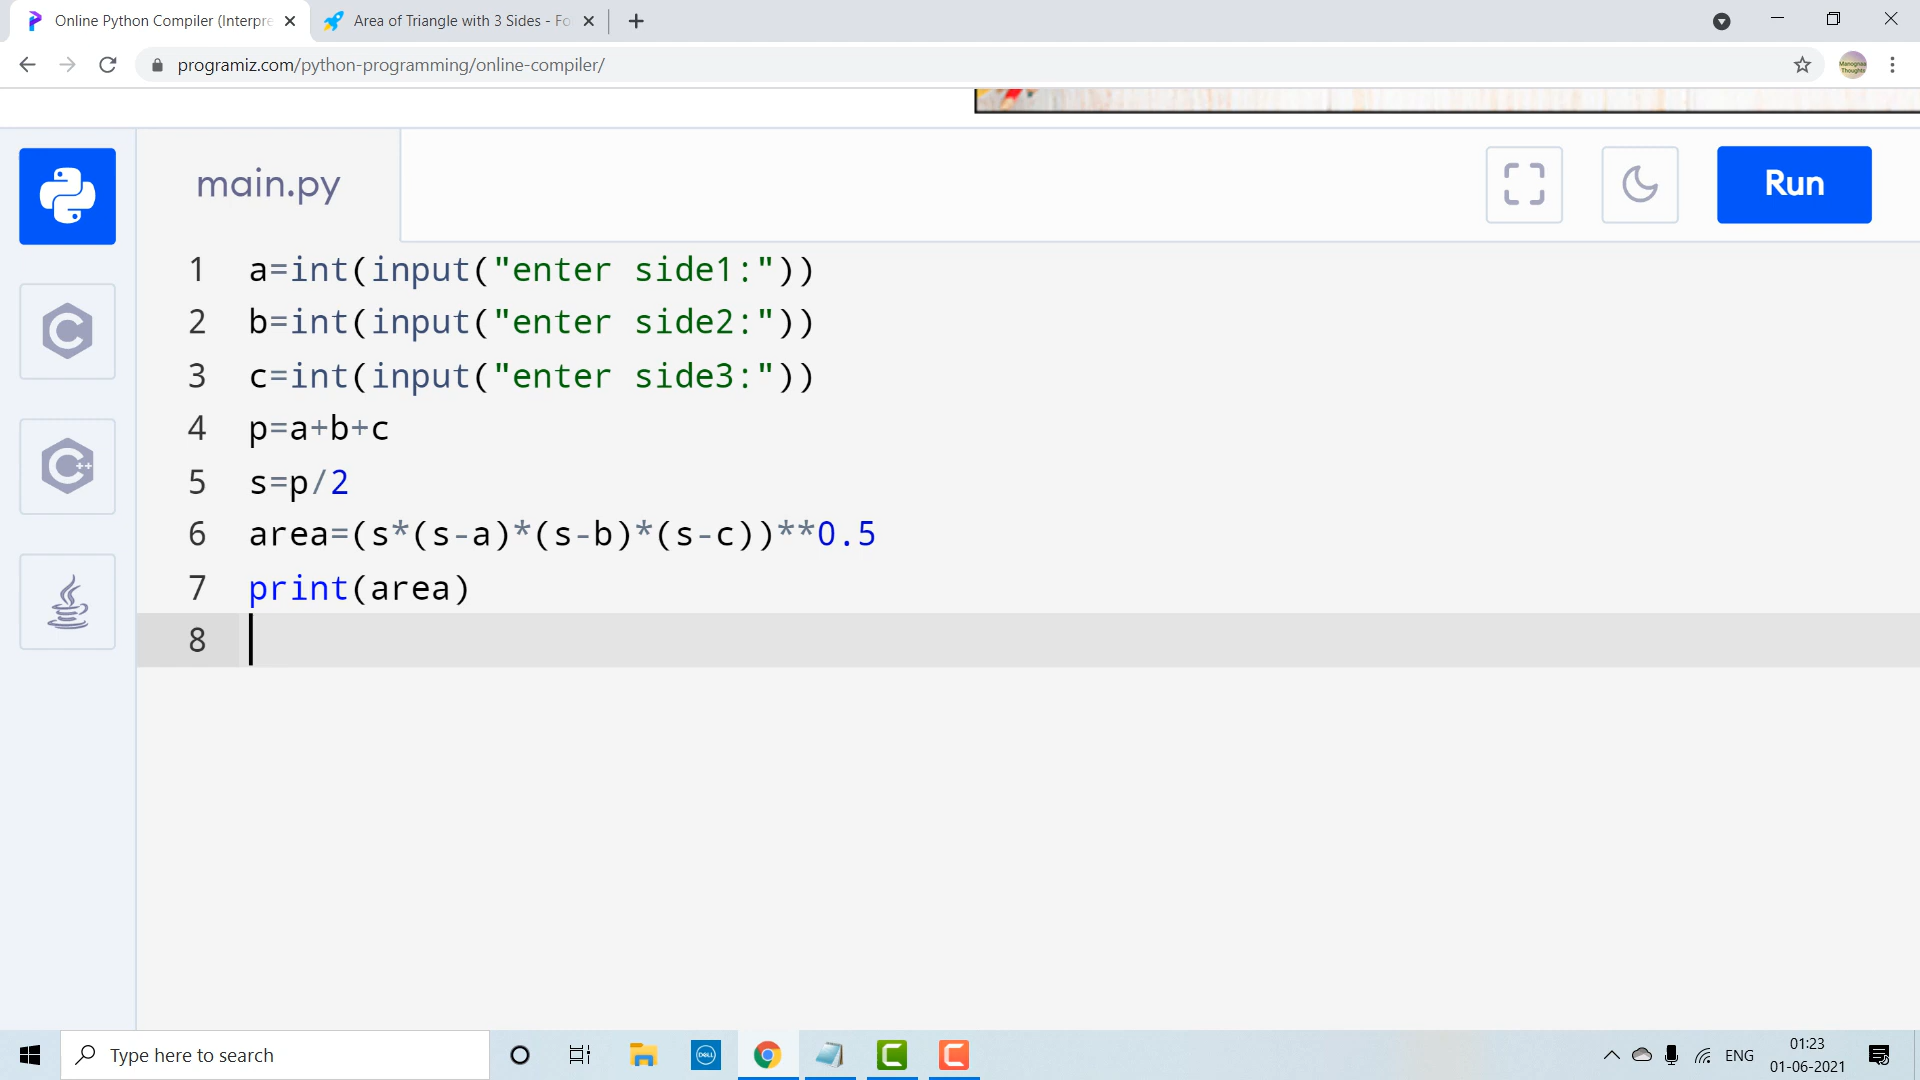 Online Python Compiler (Interpre
Area of Triangle with 3 Sides - Fo
programiz.com/python-programming/online-compiler/
main.py
Run
1 a=int(input("enter side1:"))
2 b=int(input("enter side2:"))
3 c=int(input("enter side3:"))
4 p=a+b+c
5 s=p/2
6 area=(s*(s-a)*(s-b)*(s-c))**0.5
7 print(area)
8
Type here to search
DELL
ENG
01:23
01-06-2021